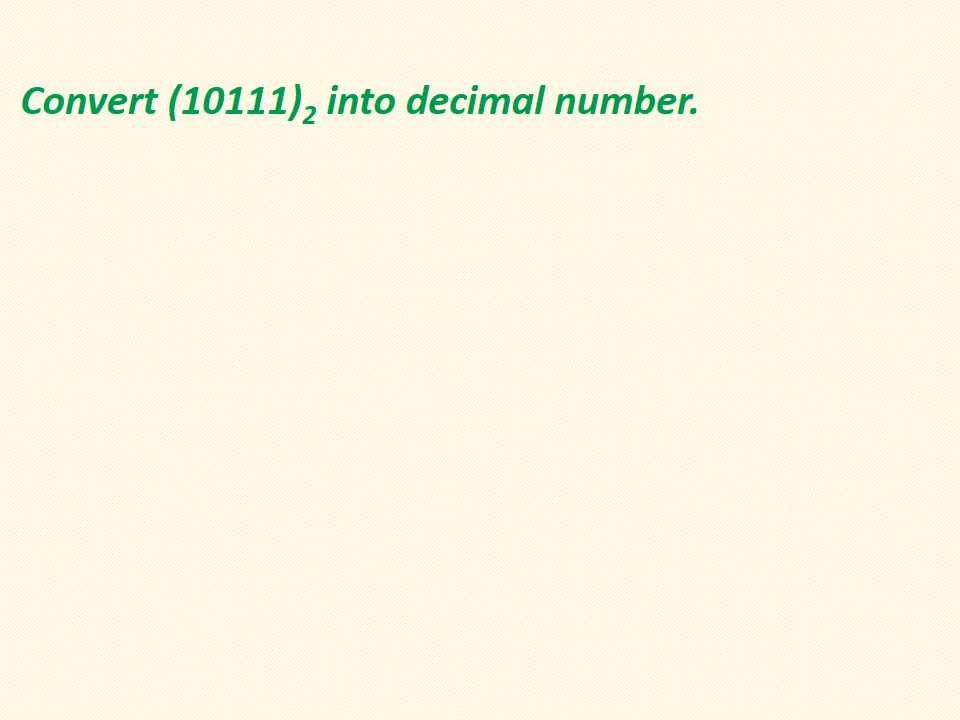 Convert (10111)₂ into decimal number.